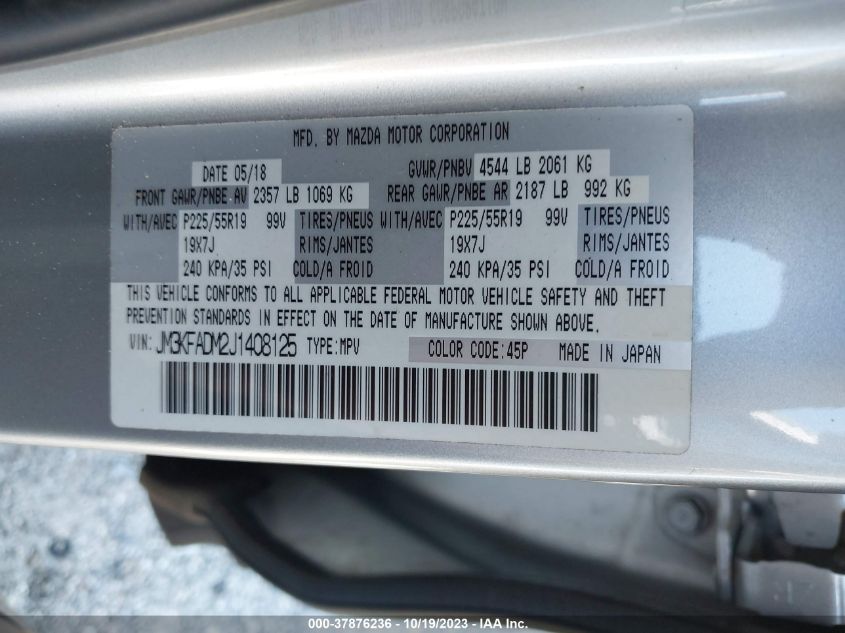 MFD. BY MAZDA MOTOR CORPORATION
DATE 05/18 GVWR/PNBV 4544 LB 2061 KG
FRONT GAWR/PNBE AV 2357 LB 1069 KG REAR GAWR/PNBE AR 2187 LB 992 KG
WITH/AVEC P225/55R19 99V TIRES/PNEUS WITH/AVEC P225/55R19 99V TIRES/PNEUS
19X7J RIMS/JANTES 19X7J RIMS/JANTES
240 KPA/35 PSI COLD/A FROID 240 KPA/35 PSI COLD/A FROID
THIS VEHICLE CONFORMS TO ALL APPLICABLE FEDERAL MOTOR VEHICLE SAFETY AND THEFT
PREVENTION STANDARDS IN EFFECT ON THE DATE OF MANUFACTURE SHOWN ABOVE.
VIN: JM3KFADM2J1408125 TYPE:MPV COLOR CODE:45P MADE IN JAPAN
000-37876236 - 10/19/2023 - IAA Inc.